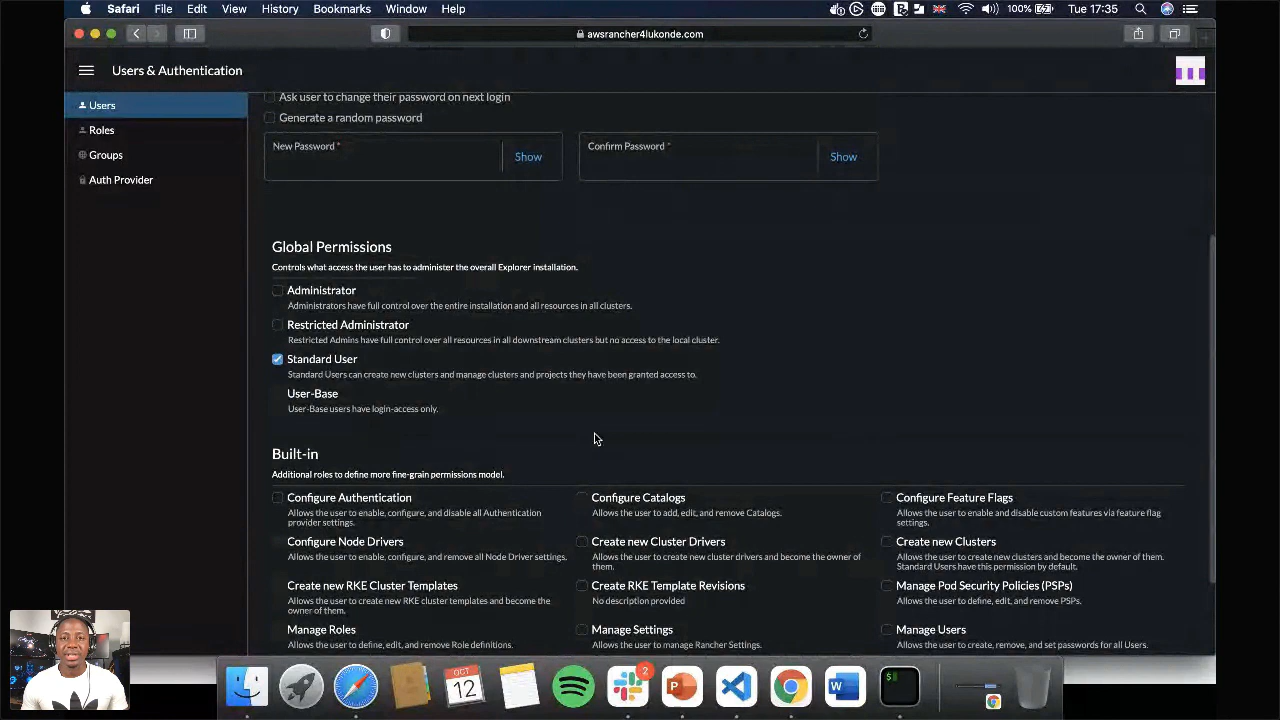 Safari File Edit View History Bookmarks Window Help 100% Tue 17:35
awsrancher4lukonde.com
Users & Authentication
Users
Roles
Groups
Auth Provider
Ask user to change their password on next login
Generate a random password
New Password * Show Confirm Password * Show
Global Permissions
Controls what access the user has to administer the overall Explorer installation.
Administrator
Administrators have full control over the entire installation and all resources in all clusters.
Restricted Administrator
Restricted Admins have full control over all resources in all downstream clusters but no access to the local cluster.
Standard User
Standard Users can create new clusters and manage clusters and projects they have been granted access to.
User-Base
User-Base users have login-access only.
Built-in
Additional roles to define more fine-grain permissions model.
Configure Authentication
Allows the user to enable, configure, and disable all Authentication
provider settings.
Configure Catalogs
Allows the user to add, edit, and remove Catalogs.
Configure Feature Flags
Allows the user to enable and disable custom features via feature flag
settings.
Configure Node Drivers
Allows the user to enable, configure, and remove all Node Driver settings.
Create new Cluster Drivers
Allows the user to create new cluster drivers and become the owner of
them.
Create new Clusters
Allows the user to create new clusters and become the owner of them.
Standard Users have this permission by default.
Create new RKE Cluster Templates
Allows the user to create new RKE cluster templates and become the
owner of them.
Create RKE Template Revisions
No description provided
Manage Pod Security Policies (PSPs)
Allows the user to define, edit, and remove PSPs.
Manage Roles
Allows the user to define, edit, and remove Role definitions.
Manage Settings
Allows the user to manage Rancher Settings.
Manage Users
Allows the user to create, remove, and set passwords for all Users.
OCT
12
2
P
W
$